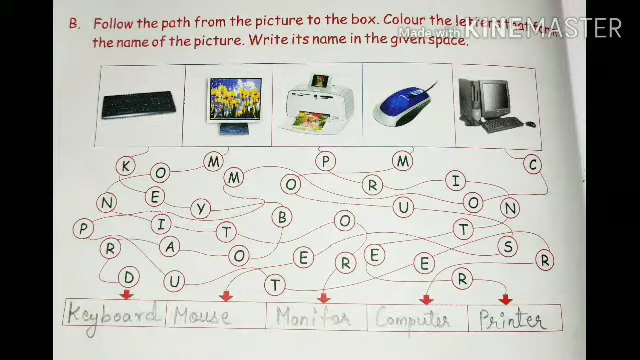 B. Follow the path from the picture to the box. Colour the letters that form
the name of the picture. Write its name in the given space.
Made with KINEMASTER
K O M M P M C
O R I
N E Y B U O N
P I T O T
R A O E R E E S R
D U T R
Keyboard Mouse Monitor Computer Printer